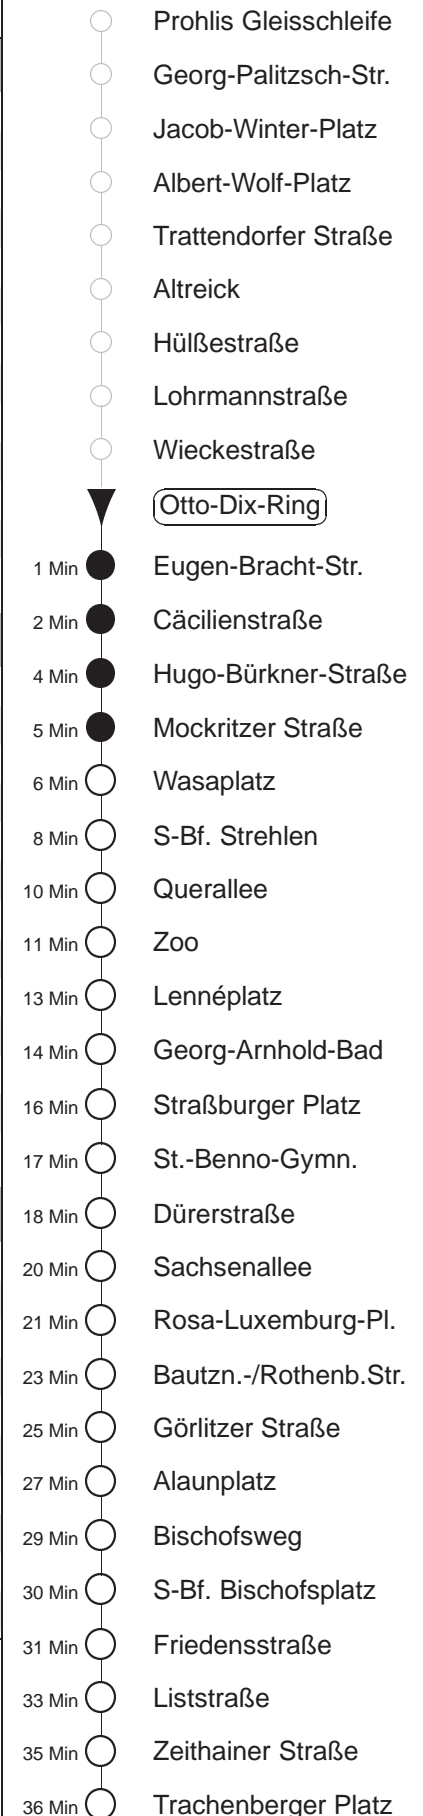 Prohlis Gleisschleife
Georg-Palitzsch-Str.
Jacob-Winter-Platz
Albert-Wolf-Platz
Trattendorfer Straße
Altreick
Hülßestraße
Lohrmannstraße
Wieckestraße
Otto-Dix-Ring
1 Min Eugen-Bracht-Str.
2 Min Cäcilienstraße
4 Min Hugo-Bürkner-Straße
5 Min Mockritzer Straße
6 Min Wasaplatz
8 Min S-Bf. Strehlen
10 Min Querallee
11 Min Zoo
13 Min Lennéplatz
14 Min Georg-Arnhold-Bad
16 Min Straßburger Platz
17 Min St.-Benno-Gymn.
18 Min Dürerstraße
20 Min Sachsenallee
21 Min Rosa-Luxemburg-Pl.
23 Min Bautzn.-/Rothenb.Str.
25 Min Görlitzer Straße
27 Min Alaunplatz
29 Min Bischofsweg
30 Min S-Bf. Bischofsplatz
31 Min Friedensstraße
33 Min Liststraße
35 Min Zeithainer Straße
36 Min Trachenberger Platz